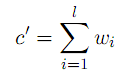 c' = \sum_{i=1}^{l} w_i